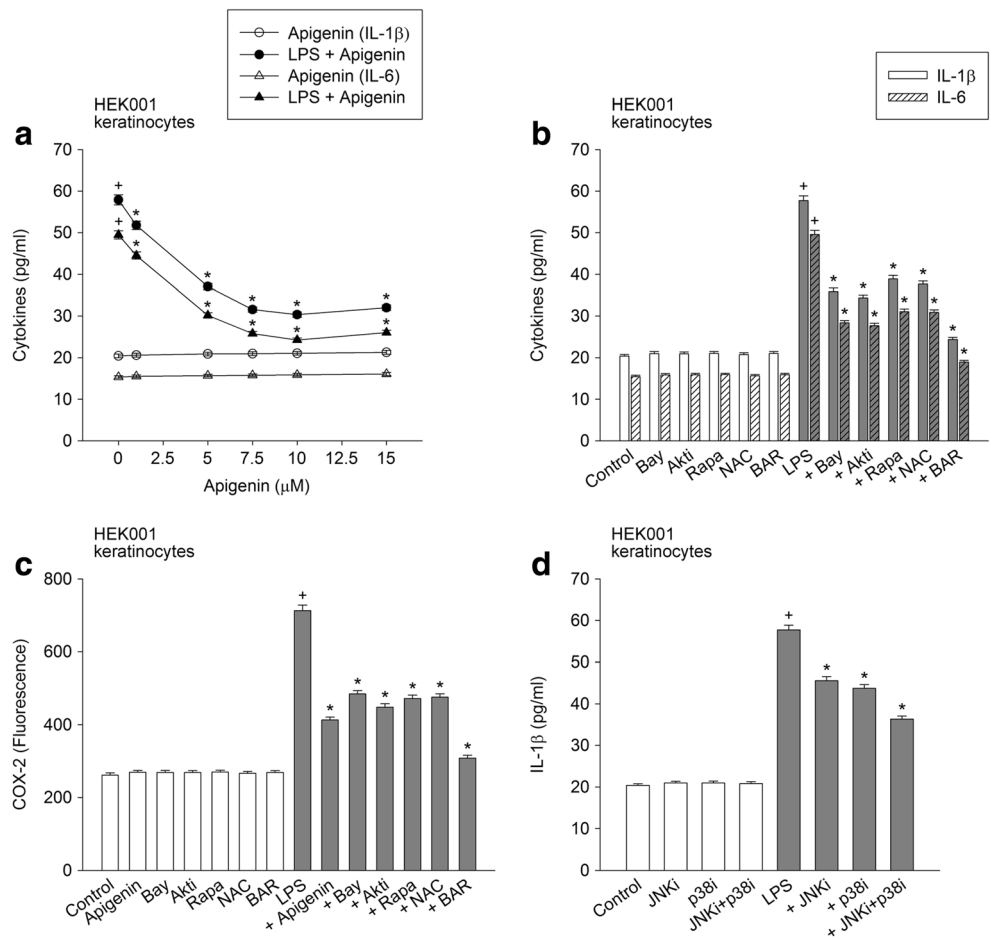 Apigenin (IL-1β)
LPS + Apigenin
Apigenin (IL-6)
LPS + Apigenin
HEK001
keratinocytes
a
70
60
50
40
30
20
10
0
Cytokines (pg/ml)
+
*
*
*
*
*
+
*
*
*
*
*
0 2.5 5 7.5 10 12.5 15
Apigenin (μM)
IL-1β
IL-6
HEK001
keratinocytes
b
70
60
50
40
30
20
10
0
Cytokines (pg/ml)
+ +
* * * * * * * * * *
Control Bay Akti Rapa NAC BAR LPS + Bay + Akti + Rapa + NAC + BAR
HEK001
keratinocytes
c
800
600
400
200
0
COX-2 (Fluorescence)
+
* * * * * *
Control Apigenin Bay Akti Rapa NAC BAR LPS + Apigenin + Bay + Akti + Rapa + NAC + BAR
HEK001
keratinocytes
d
70
60
50
40
30
20
10
0
IL-1β (pg/ml)
+
* * *
Control JNKi p38i JNKi+p38i LPS + JNKi + p38i + JNKi+p38i